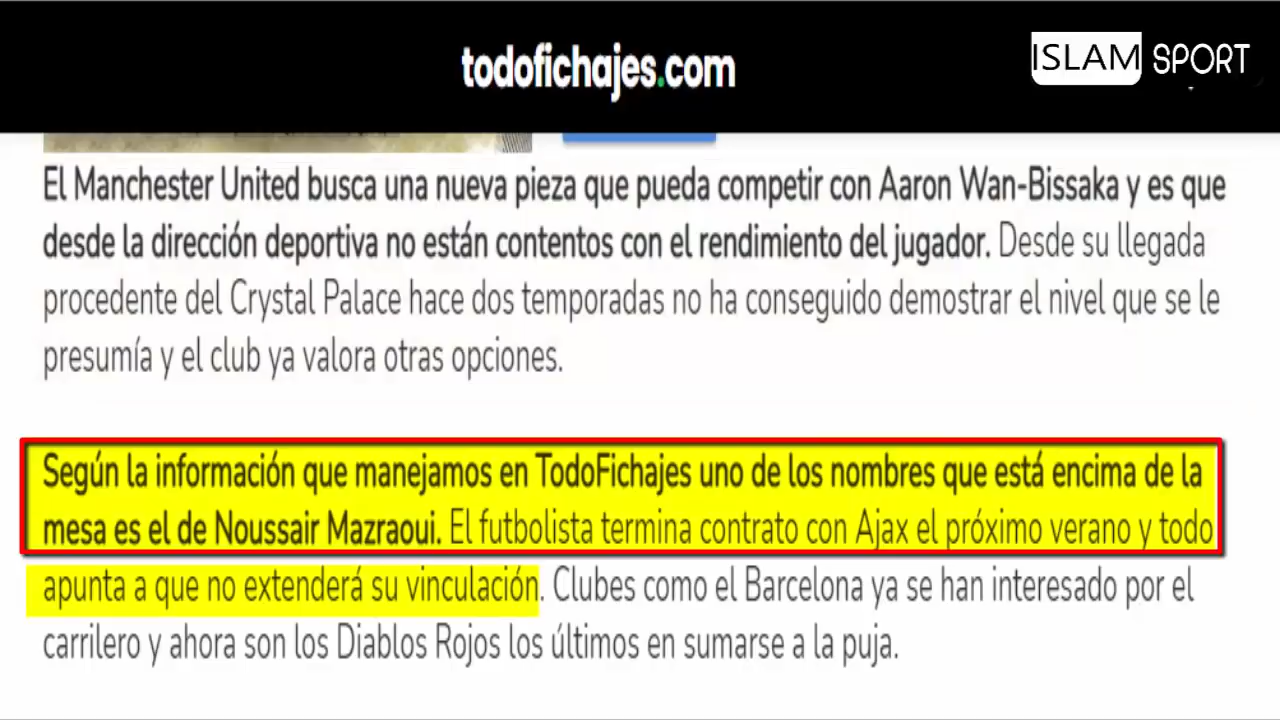 todofichajes.com
ISLAM SPORT
El Manchester United busca una nueva pieza que pueda competir con Aaron Wan-Bissaka y es que
desde la dirección deportiva no están contentos con el rendimiento del jugador. Desde su llegada
procedente del Crystal Palace hace dos temporadas no ha conseguido demostrar el nivel que se le
presumía y el club ya valora otras opciones.
Según la información que manejamos en TodoFichajes uno de los nombres que está encima de la
mesa es el de Noussair Mazraoui. El futbolista termina contrato con Ajax el próximo verano y todo
apunta a que no extenderá su vinculación. Clubes como el Barcelona ya se han interesado por el
carrilero y ahora son los Diablos Rojos los últimos en sumarse a la puja.